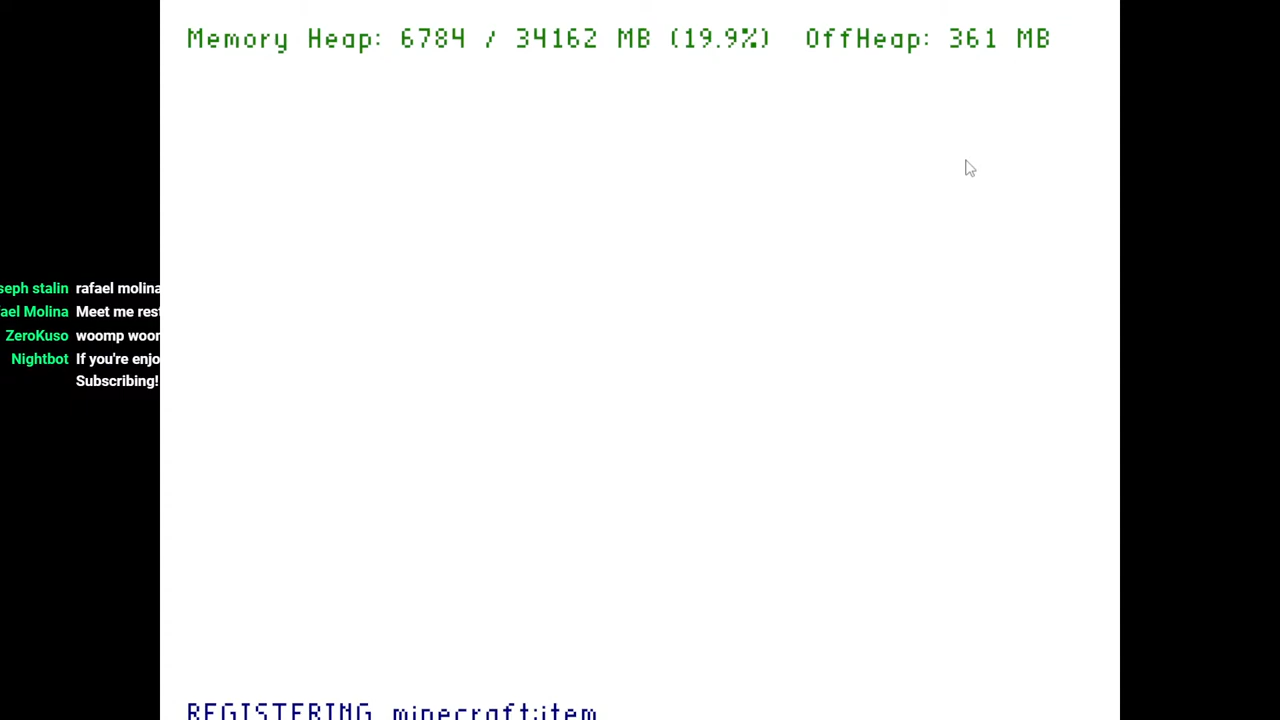 Memory Heap: 6784 / 34162 MB (19.9%) OffHeap: 361 MB
seph stalin rafael molina
ael Molina Meet me rest
ZeroKuso woomp woom
Nightbot If you're enjo
Subscribing!
REGISTERING minecraft:item